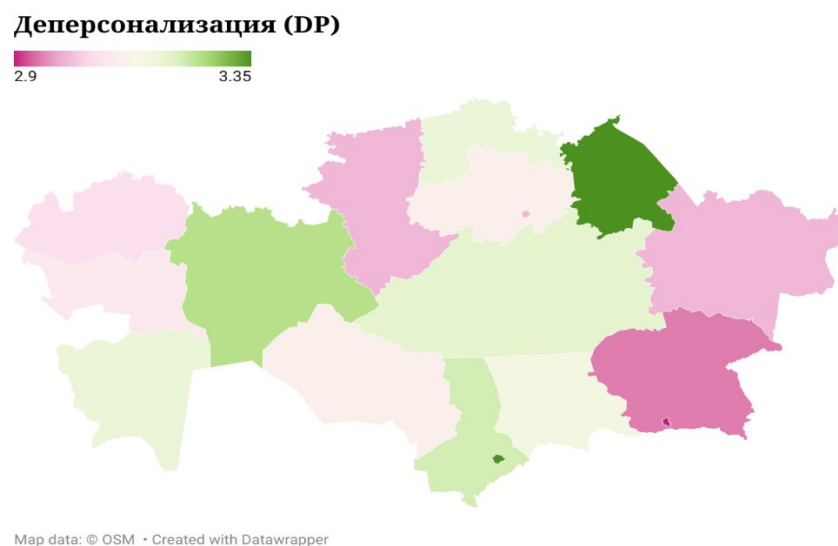 Деперсонализация (DP)
2.9 3.35
Map data: © OSM • Created with Datawrapper